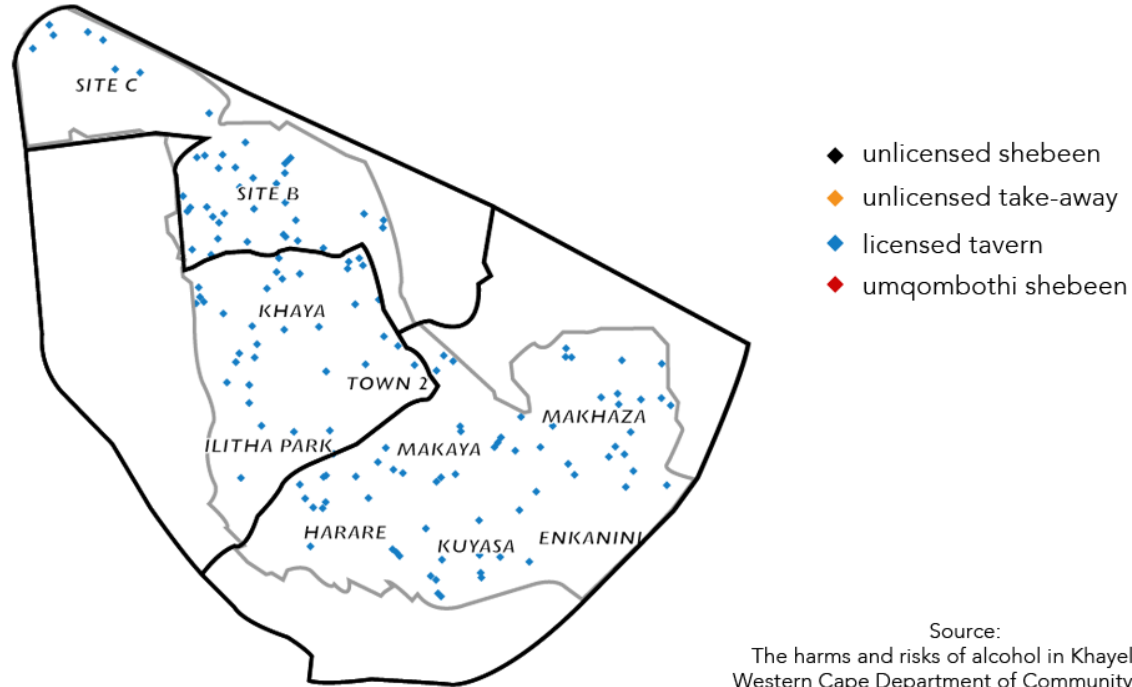 SITE C
SITE B
KHAYA
TOWN 2
ILITHA PARK
MAKAYA
MAKHAZA
HARARE
KUYASA
ENKANINI
unlicensed shebeen
unlicensed take-away
licensed tavern
umqombothi shebeen
Source:
The harms and risks of alcohol in Khayel
Western Cape Department of Community